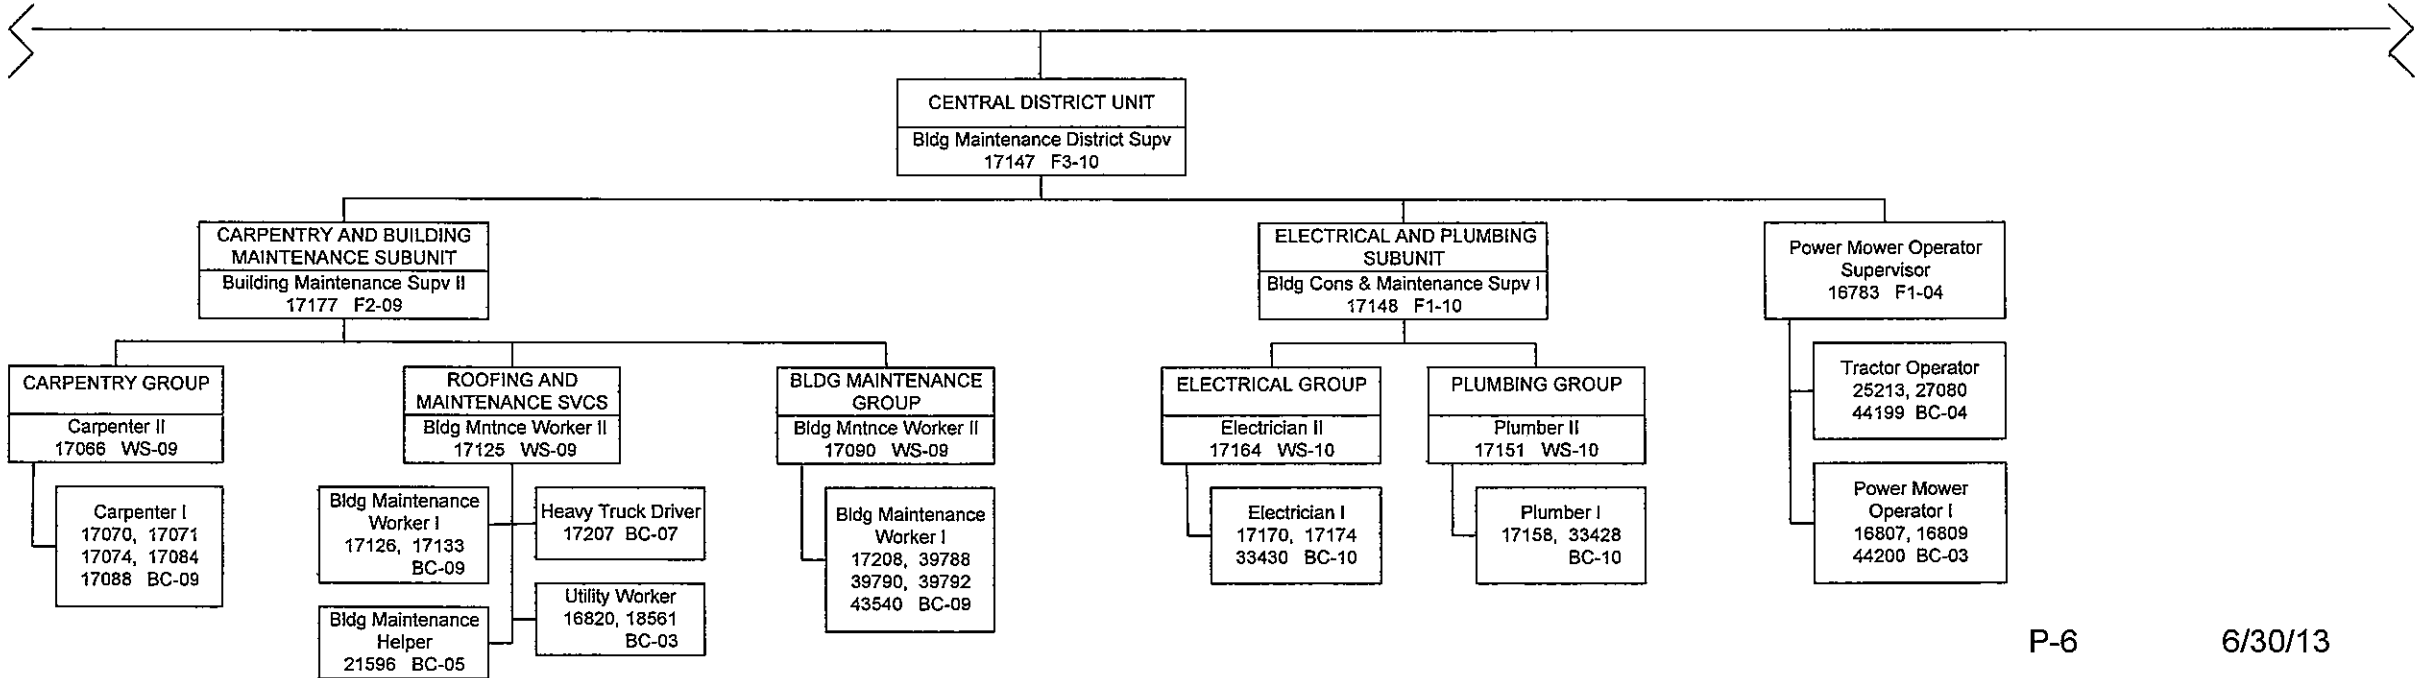 CENTRAL DISTRICT UNIT
Bldg Maintenance District Supv
17147 F3-10
CARPENTRY AND BUILDING
MAINTENANCE SUBUNIT
Building Maintenance Supv II
17177 F2-09
ELECTRICAL AND PLUMBING
SUBUNIT
Bldg Cons & Maintenance Supv I
17148 F1-10
Power Mower Operator
Supervisor
16783 F1-04
CARPENTRY GROUP
Carpenter II
17066 WS-09
ROOFING AND
MAINTENANCE SVCS
Bldg Mntnce Worker II
17125 WS-09
BLDG MAINTENANCE
GROUP
Bldg Mntnce Worker II
17090 WS-09
ELECTRICAL GROUP
Electrician II
17164 WS-10
PLUMBING GROUP
Plumber II
17151 WS-10
Tractor Operator
25213, 27080
44199 BC-04
Carpenter I
17070, 17071
17074, 17084
17088 BC-09
Bldg Maintenance
Worker I
17126, 17133
BC-09
Heavy Truck Driver
17207 BC-07
Bldg Maintenance
Helper
21596 BC-05
Utility Worker
16820, 18561
BC-03
Bldg Maintenance
Worker I
17208, 39788
39790, 39792
43540 BC-09
Electrician I
17170, 17174
33430 BC-10
Plumber I
17158, 33428
BC-10
Power Mower
Operator I
16807, 16809
44200 BC-03
P-6 6/30/13